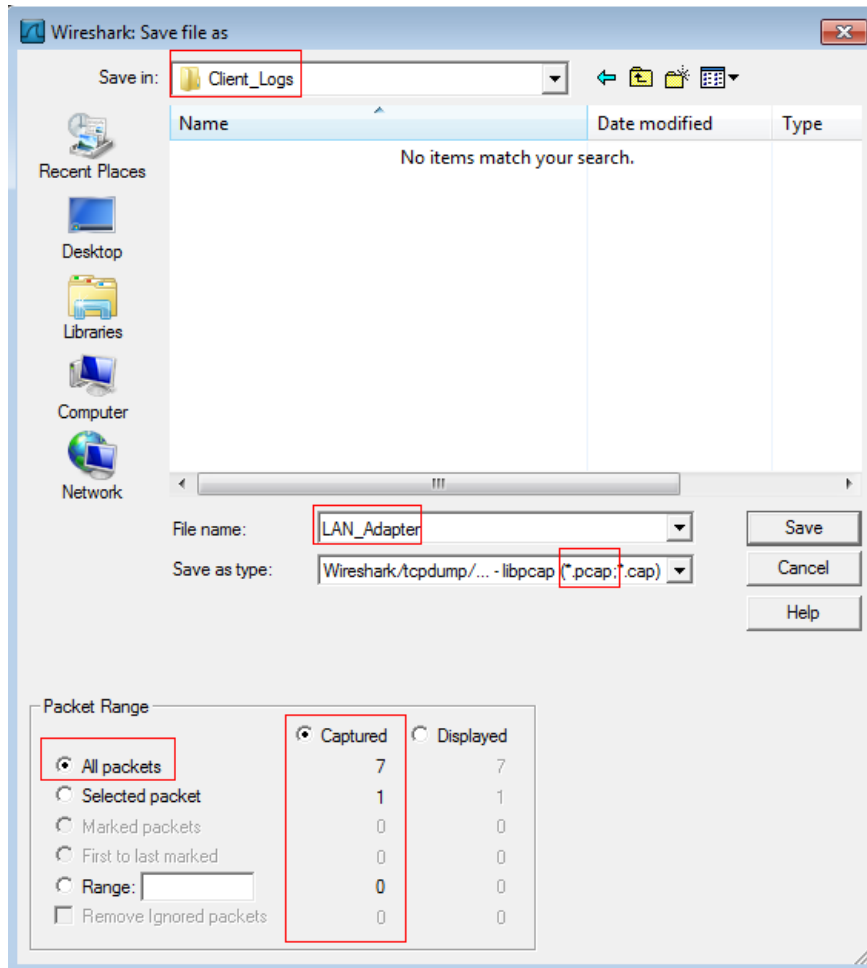 Wireshark: Save file as
Save in: Client_Logs
Name Date modified Type
No items match your search.
Recent Places
Desktop
Libraries
Computer
Network
File name: LAN_Adapter Save
Save as type: Wireshark/tcpdump/... - libpcap (*.pcap;*.cap) Cancel
Help
Packet Range
Captured Displayed
All packets 7 7
Selected packet 1 1
Marked packets 0 0
First to last marked 0 0
Range: 0 0
Remove Ignored packets 0 0